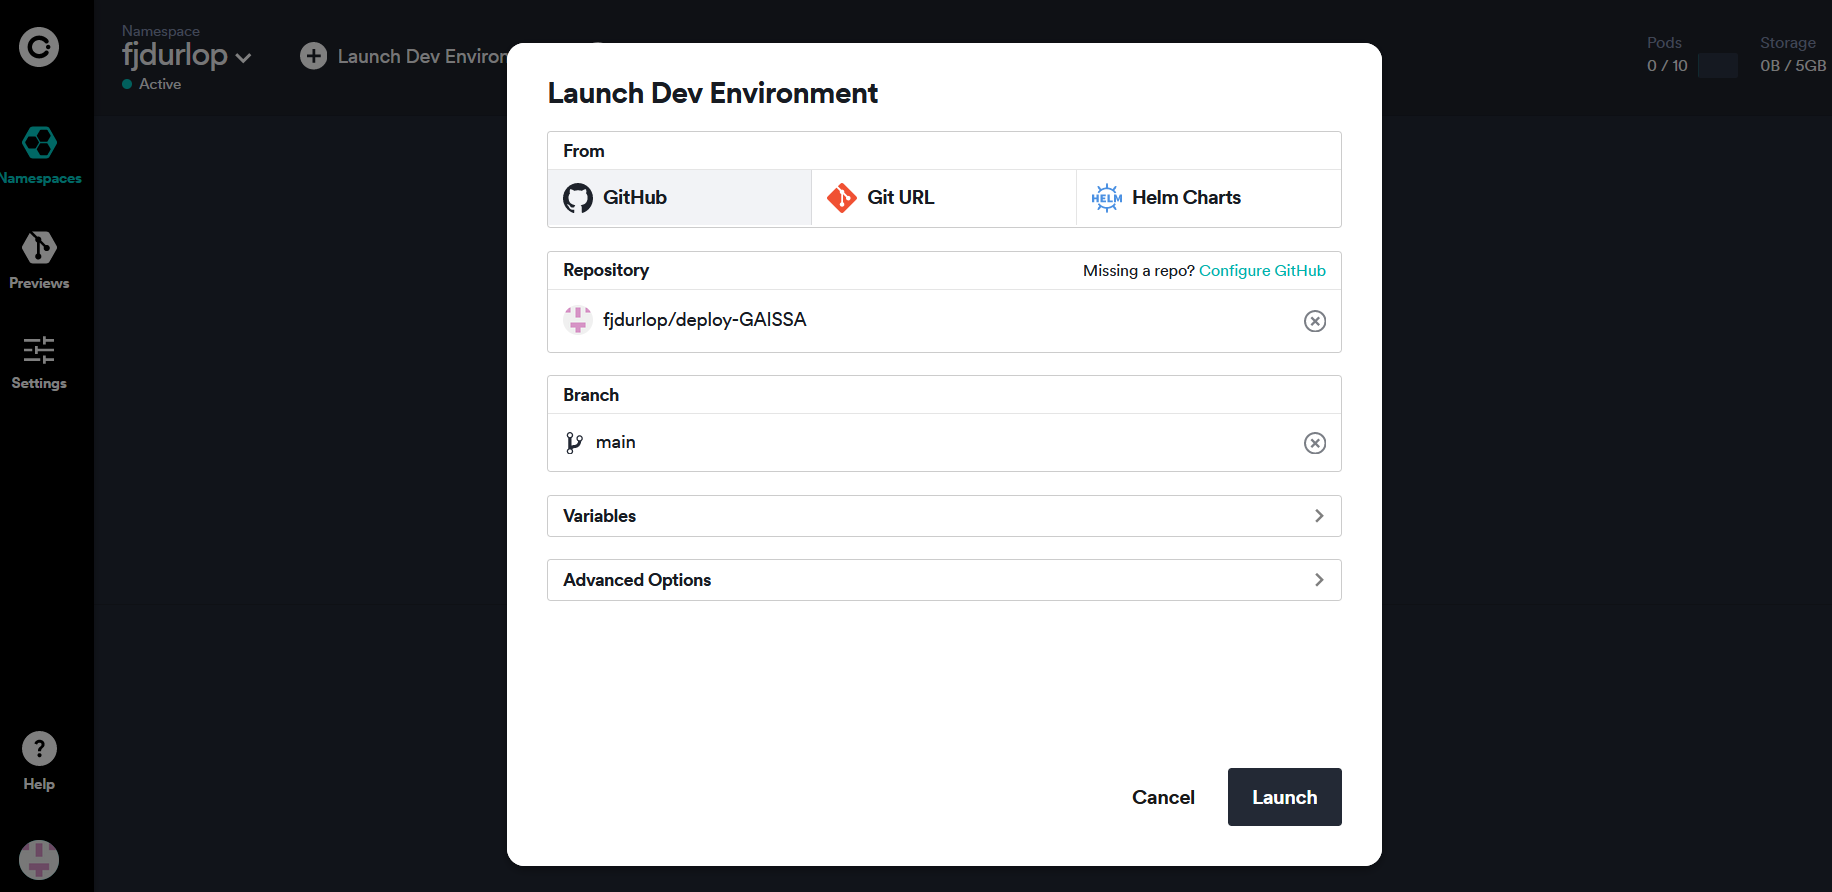 Namespace
fjdurlop
Active
Launch Dev Environ
Pods
0 / 10
Storage
0B / 5GB
Namespaces
Previews
Settings
Help
Launch Dev Environment
From
GitHub
Git URL
HELM Helm Charts
Repository
Missing a repo? Configure GitHub
fjdurlop/deploy-GAISSA
Branch
main
Variables
Advanced Options
Cancel
Launch